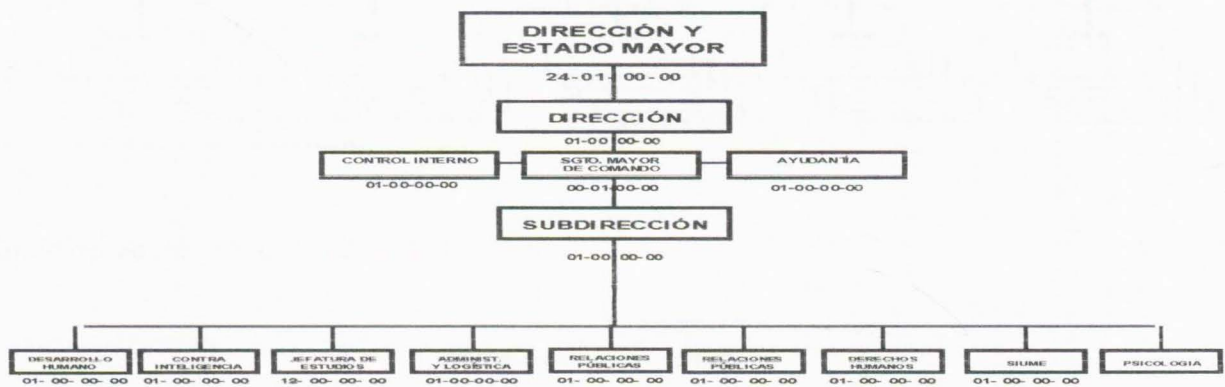 DIRECCIÓN Y
ESTADO MAYOR
24-01-00-00
DIRECCIÓN
01-00-00-00
CONTROL INTERNO
01-00-00-00
SGTO. MAYOR
DE COMANDO
00-01-00-00
AYUDANTÍA
01-00-00-00
SUBDIRECCIÓN
01-00-00-00
DESARROLLO
HUMANO
01- 00- 00- 00
CONTRA
INTELIGENCIA
01- 00- 00- 00
JEFATURA DE
ESTUDIOS
12- 00- 00- 00
ADMINIST.
Y LOGÍSTICA
01-00-00-00
RELACIONES
PÚBLICAS
01- 00- 00- 00
RELACIONES
PÚBLICAS
01- 00- 00- 00
DERECHOS
HUMANOS
01- 00- 00- 00
SIUME
01- 00- 00- 00
PSICOLOGIA